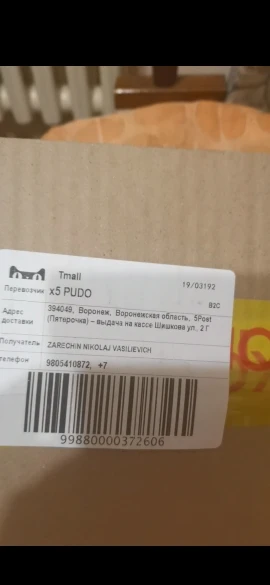 Tmall
19/03192
Перевозчик x5 PUDO
B2C
Адрес доставки
394049, Воронеж, Воронежская область, 5Post
(Пятерочка) – выдача на кассе Шишкова ул, 2 Г
Получатель ZARECHIN NIKOLAJ VASILIEVICH
телефон 9805410872, +7
99880000372606